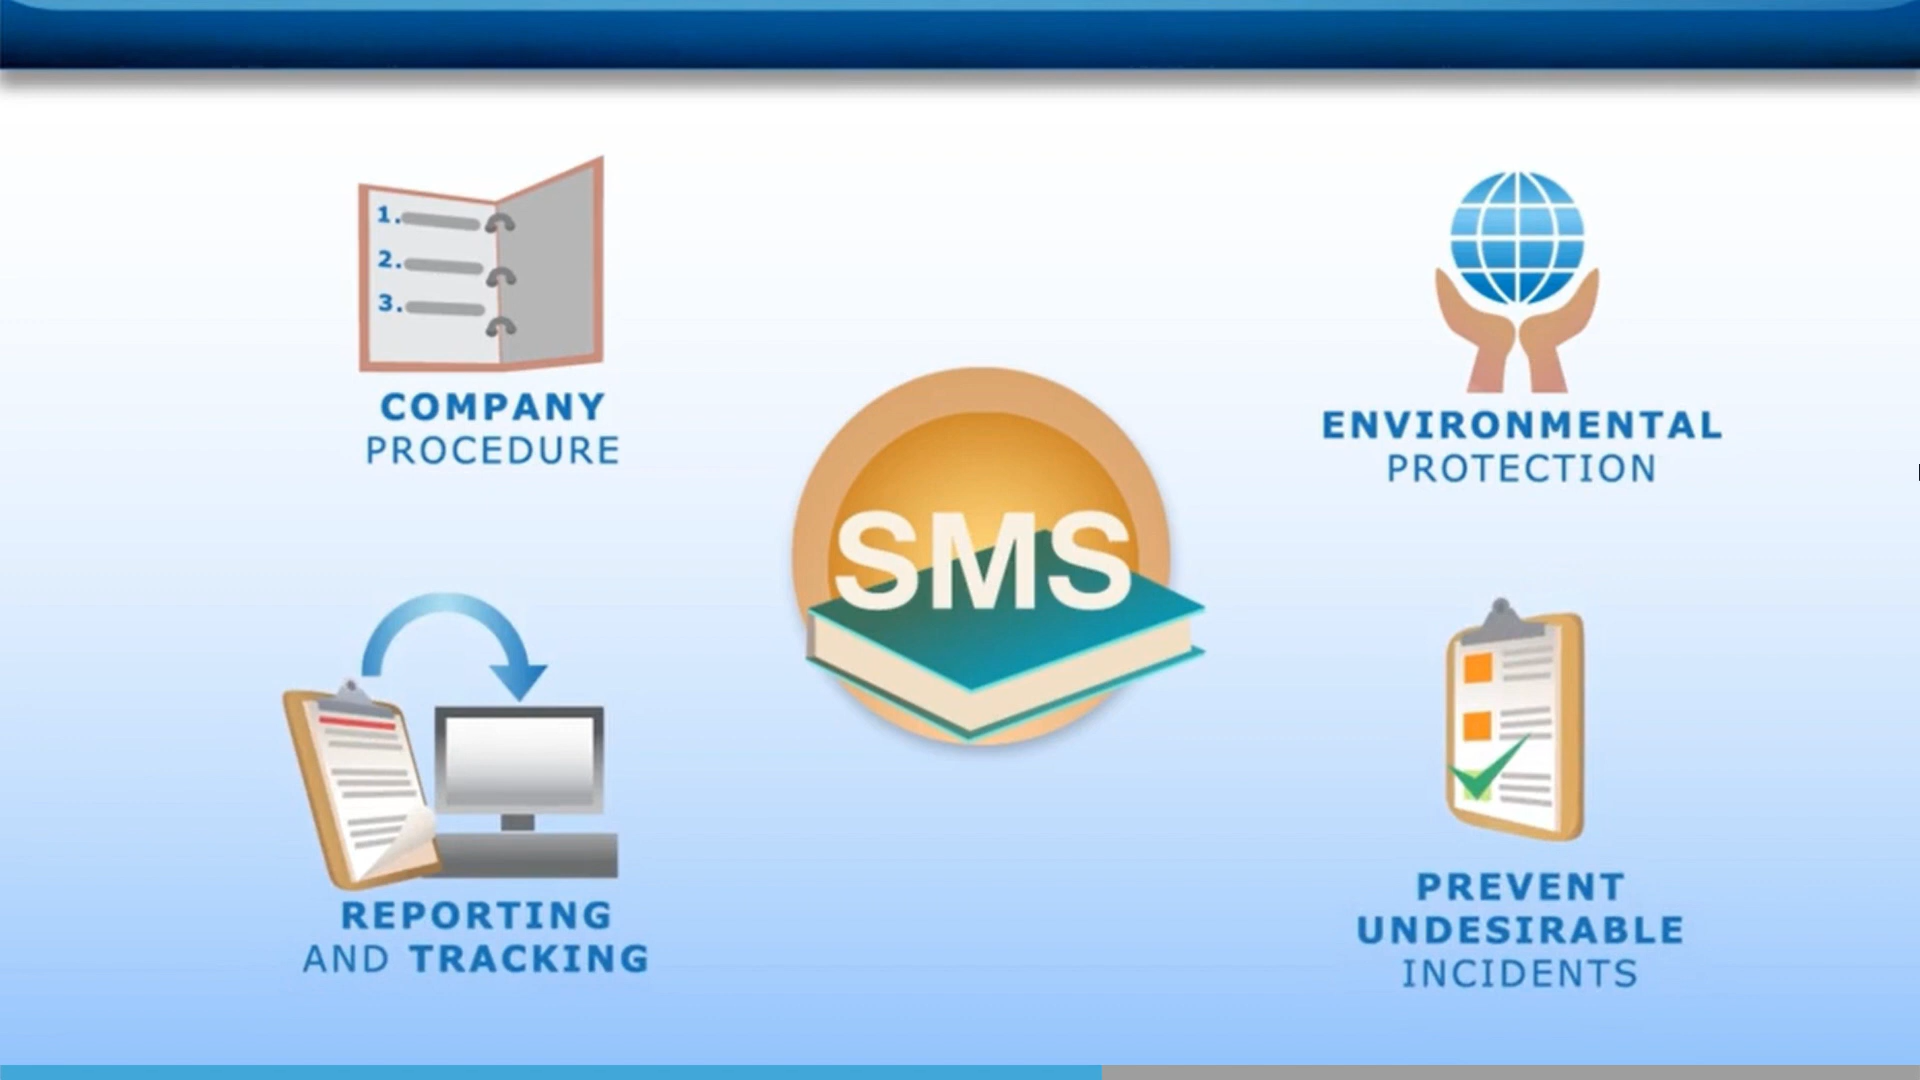 1.
2.
3.
COMPANY
PROCEDURE
ENVIRONMENTAL
PROTECTION
SMS
REPORTING
AND TRACKING
PREVENT
UNDESIRABLE
INCIDENTS